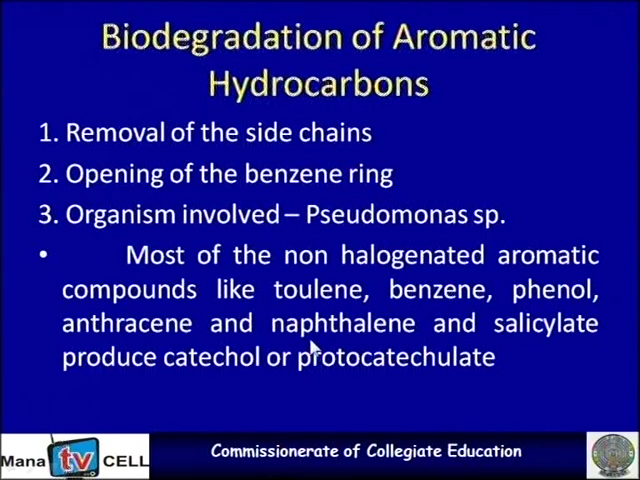 Biodegradation of Aromatic
Hydrocarbons
1. Removal of the side chains
2. Opening of the benzene ring
3. Organism involved – Pseudomonas sp.
• Most of the non halogenated aromatic
compounds like toulene, benzene, phenol,
anthracene and naphthalene and salicylate
produce catechol or protocatechulate
Mana tv CELL
Commissionerate of Collegiate Education